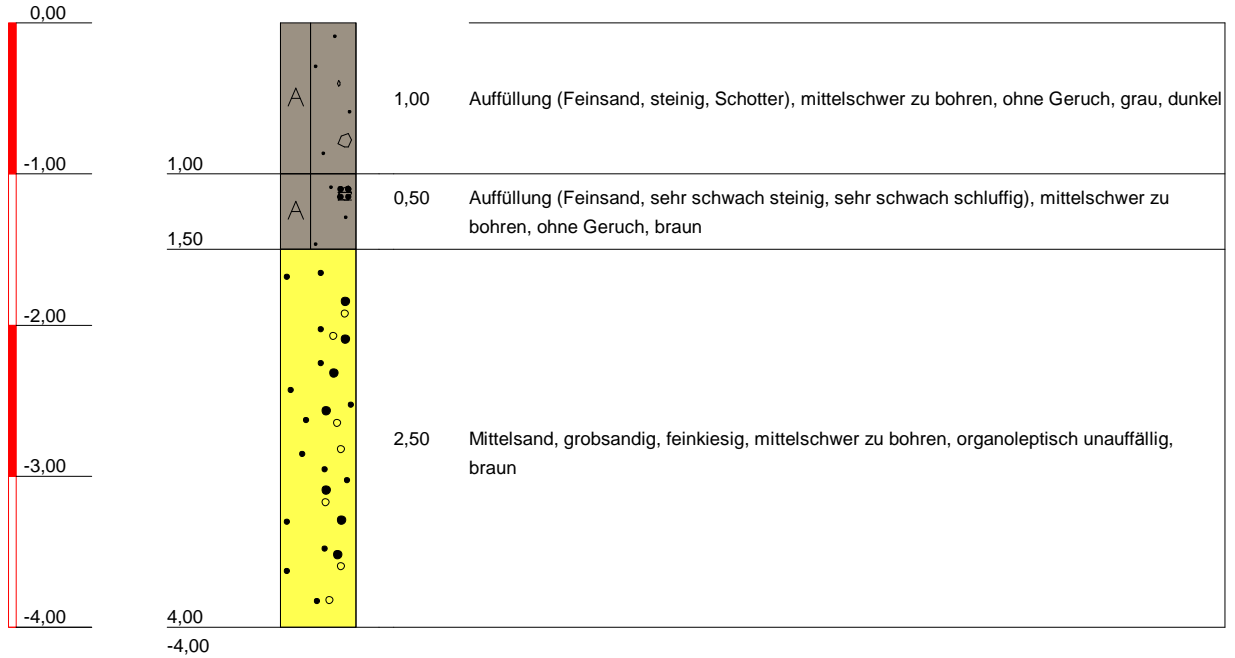 0,00
A
1,00 Auffüllung (Feinsand, steinig, Schotter), mittelschwer zu bohren, ohne Geruch, grau, dunkel
-1,00 1,00
A
0,50 Auffüllung (Feinsand, sehr schwach steinig, sehr schwach schluffig), mittelschwer zu
bohren, ohne Geruch, braun
1,50
-2,00
2,50 Mittelsand, grobsandig, feinkiesig, mittelschwer zu bohren, organoleptisch unauffällig,
braun
-3,00
-4,00 4,00
-4,00